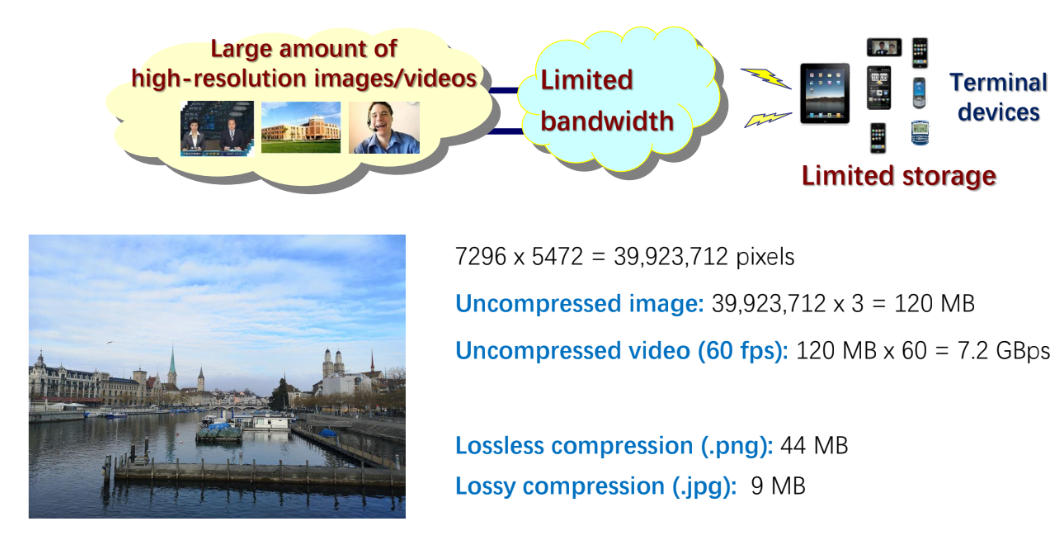 Large amount of
high-resolution images/videos
Limited
bandwidth
Terminal
devices
Limited storage
7296 x 5472 = 39,923,712 pixels
Uncompressed image: 39,923,712 x 3 = 120 MB
Uncompressed video (60 fps): 120 MB x 60 = 7.2 GBps
Lossless compression (.png): 44 MB
Lossy compression (.jpg): 9 MB